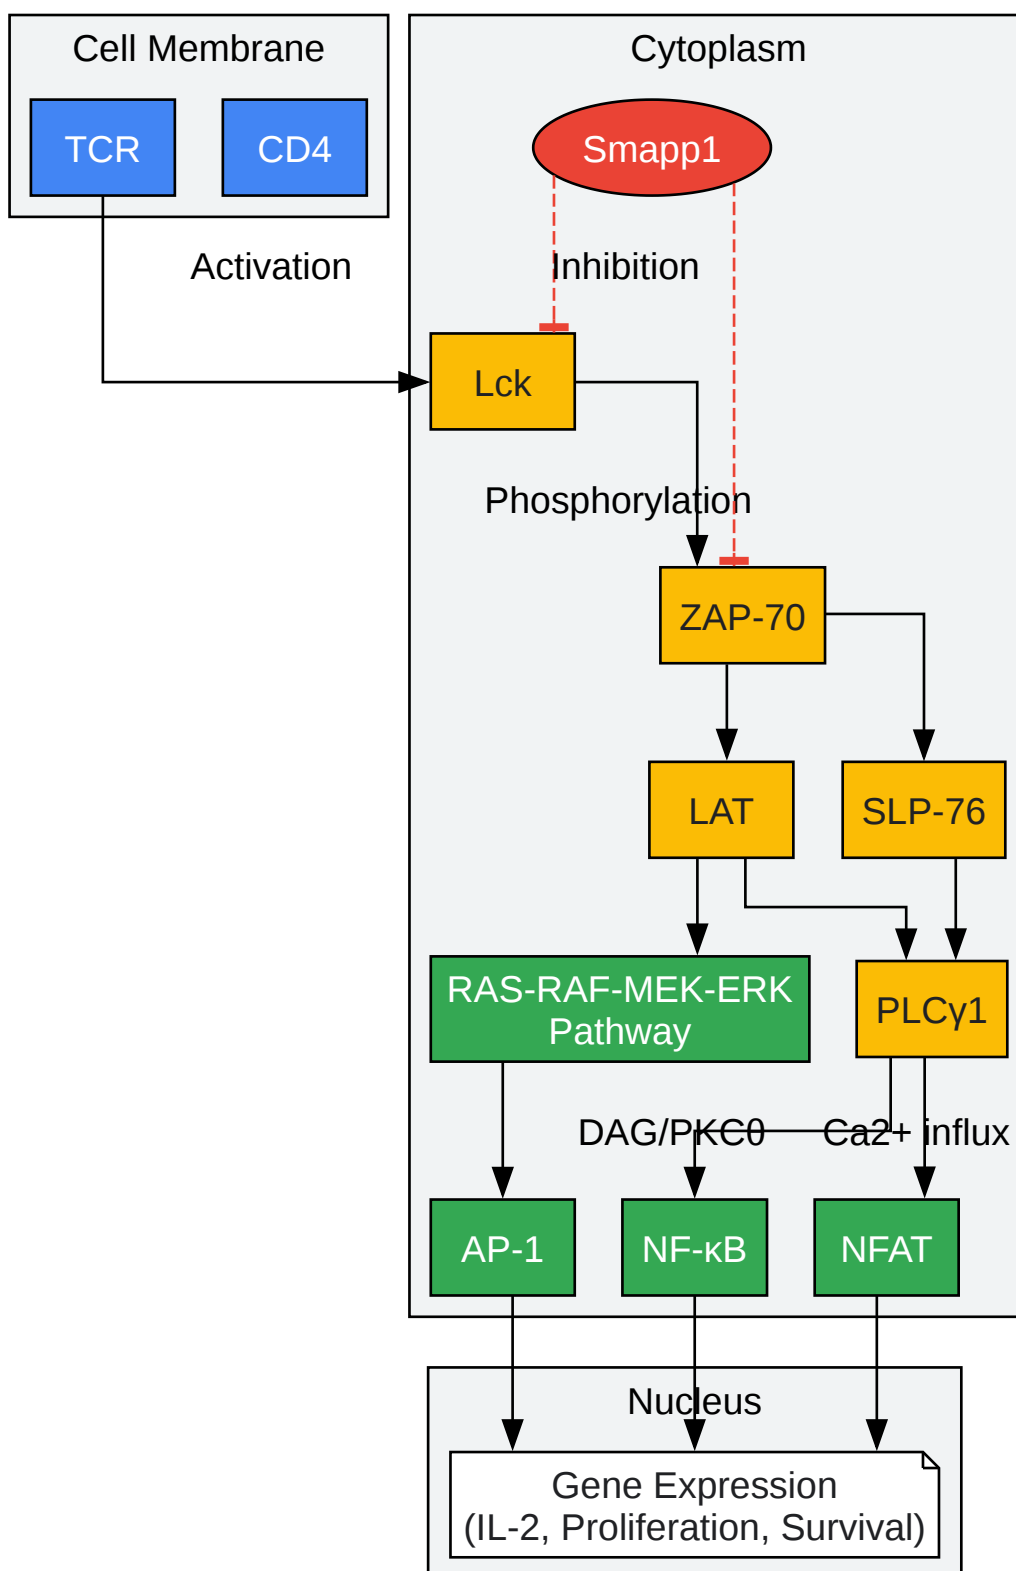 Cell Membrane
Cytoplasm
TCR
CD4
Smapp1
Activation
Inhibition
Lck
Phosphorylation
ZAP-70
LAT
SLP-76
RAS-RAF-MEK-ERK
Pathway
PLCγ1
DAG/PKCθ
Ca2+ influx
AP-1
NF-κB
NFAT
Nucleus
Gene Expression
(IL-2, Proliferation, Survival)